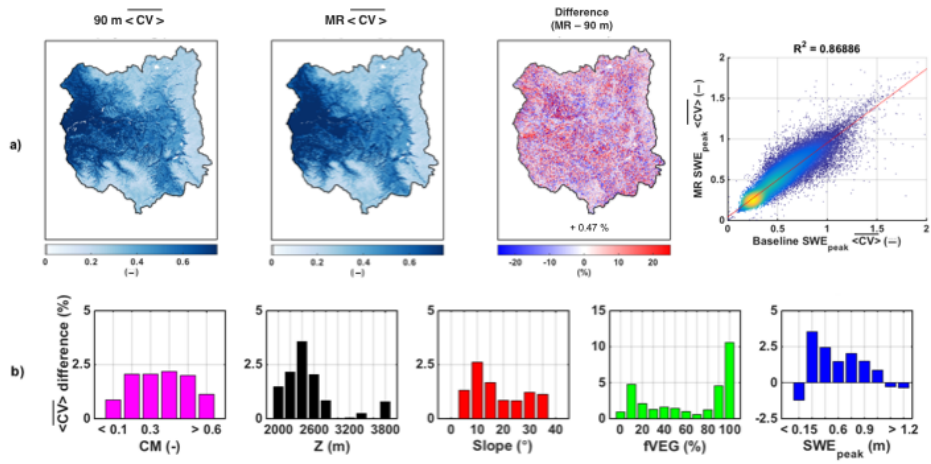 90 m <CV>
MR <CV>
Difference
(MR – 90 m)
R² = 0.86886
a)
+ 0.47 %
0 0.2 0.4 0.6
(–)
0 0.2 0.4 0.6
(–)
-20 -10 0 10 20
(%)
MR SWEpeak <CV> (–)
2
1.5
1
0.5
0
0 0.5 1 1.5 2
Baseline SWEpeak <CV> (–)
b)
<CV> difference (%)
5
2.5
0
< 0.1 0.3 > 0.6
CM (-)
5
2.5
0
2000 2600 3200 3800
Z (m)
5
2.5
0
0 10 20 30 40
Slope (°)
15
10
5
0
0 20 40 60 80 100
fVEG (%)
5
2.5
0
-2.5
< 0.15 0.6 0.9 > 1.2
SWEpeak (m)